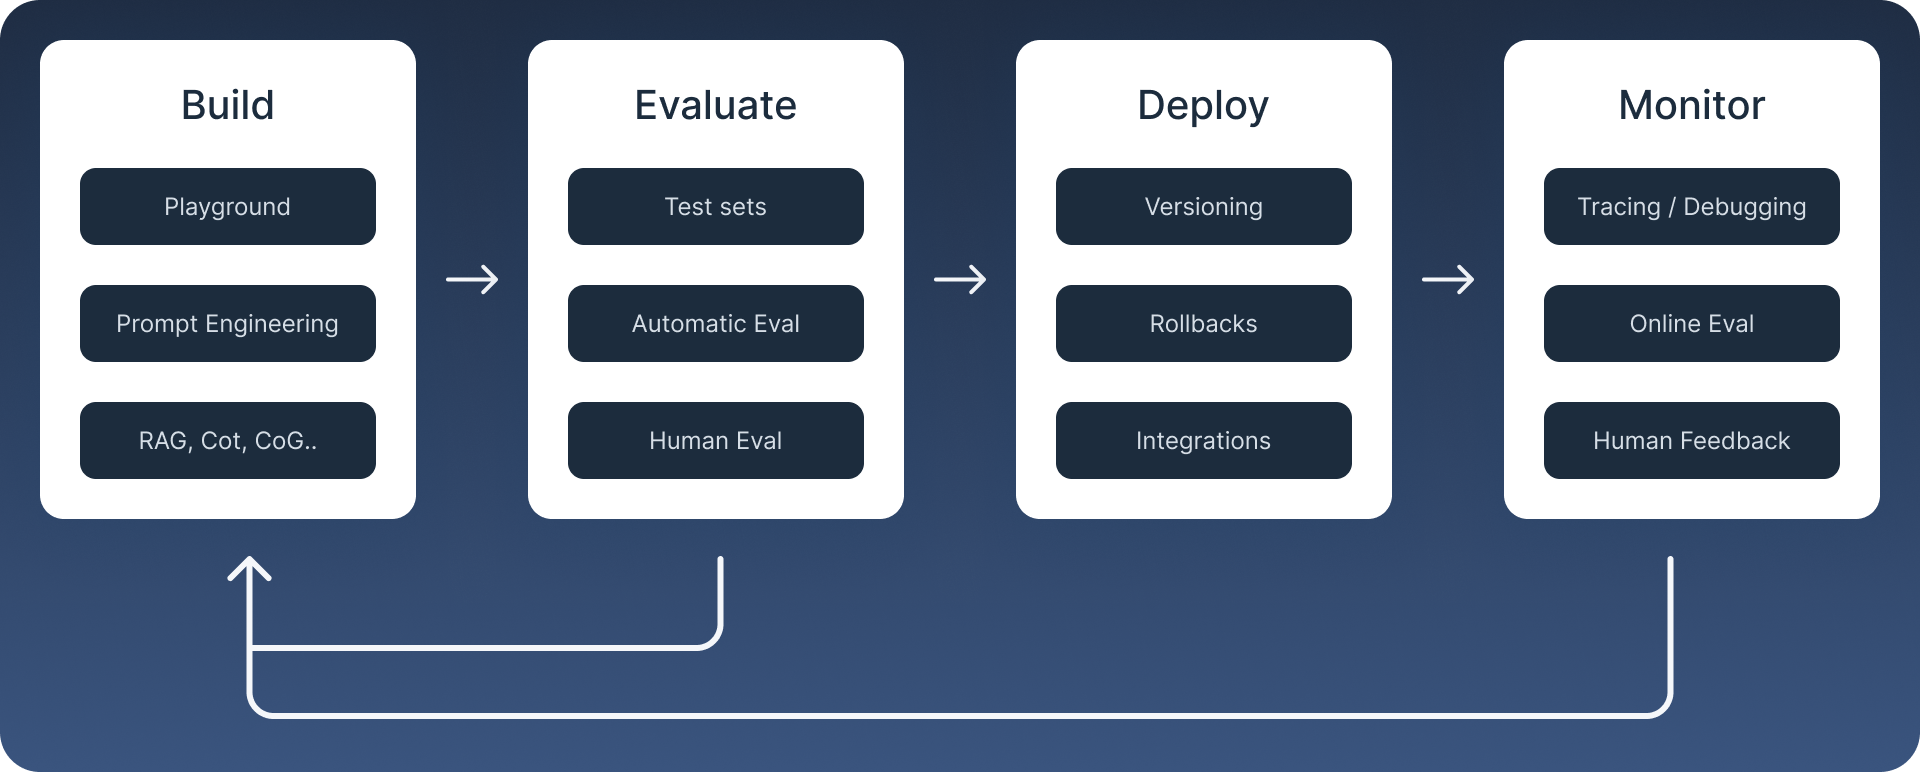 Build
Playground
Prompt Engineering
RAG, Cot, CoG..
Evaluate
Test sets
Automatic Eval
Human Eval
Deploy
Versioning
Rollbacks
Integrations
Monitor
Tracing / Debugging
Online Eval
Human Feedback